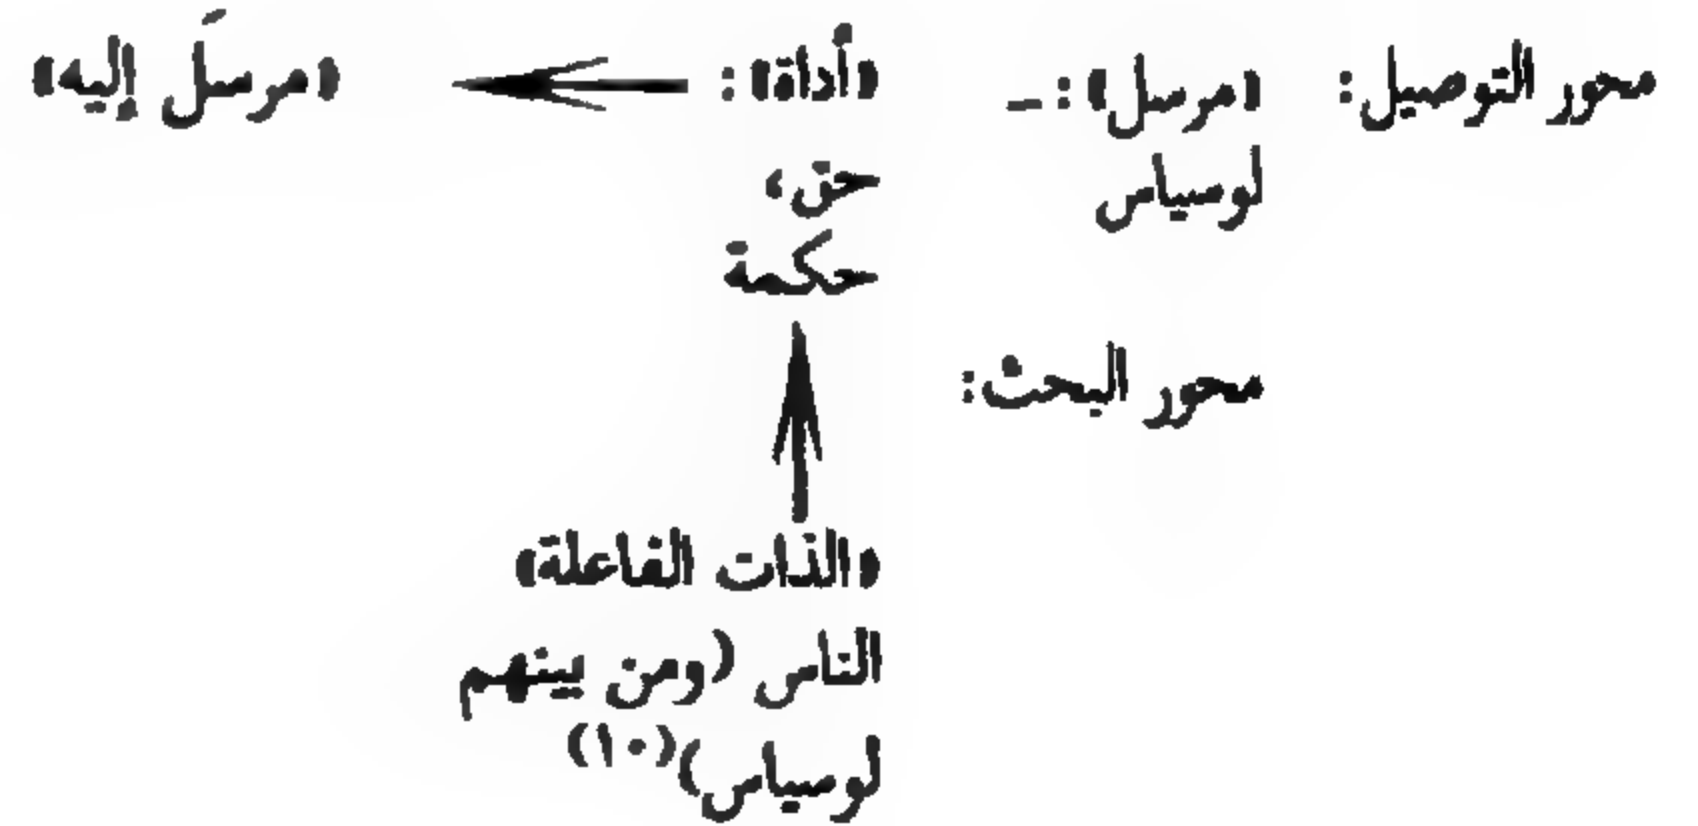 محور التوصيل: «مرسل»: — «أداة»: «مرسَل إليه»
لوسياس حق،
حكمة
محور البحث:
«الذات الفاعلة»
الناس (ومن بينهم
لوسياس)(١٠)